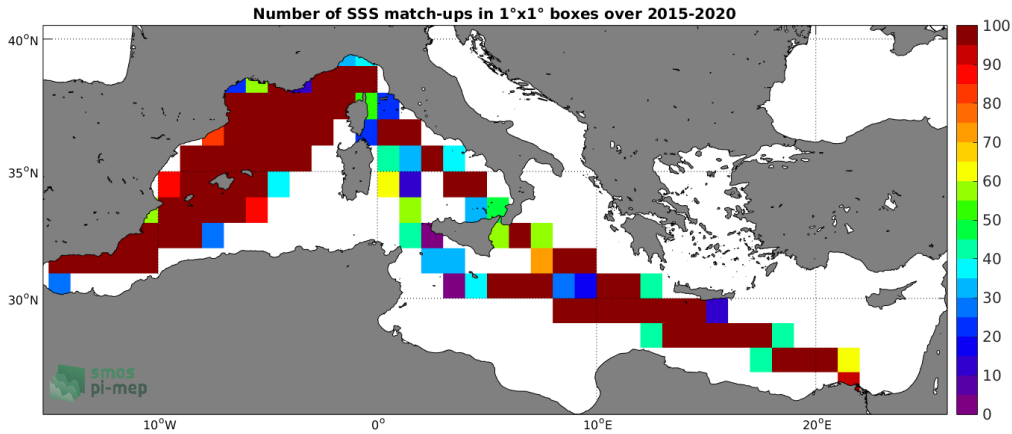 Number of SSS match-ups in 1°x1° boxes over 2015-2020
40°N
35°N
30°N
10°W
0°
10°E
20°E
100
90
80
70
60
50
40
30
20
10
0
smos
pi-mep